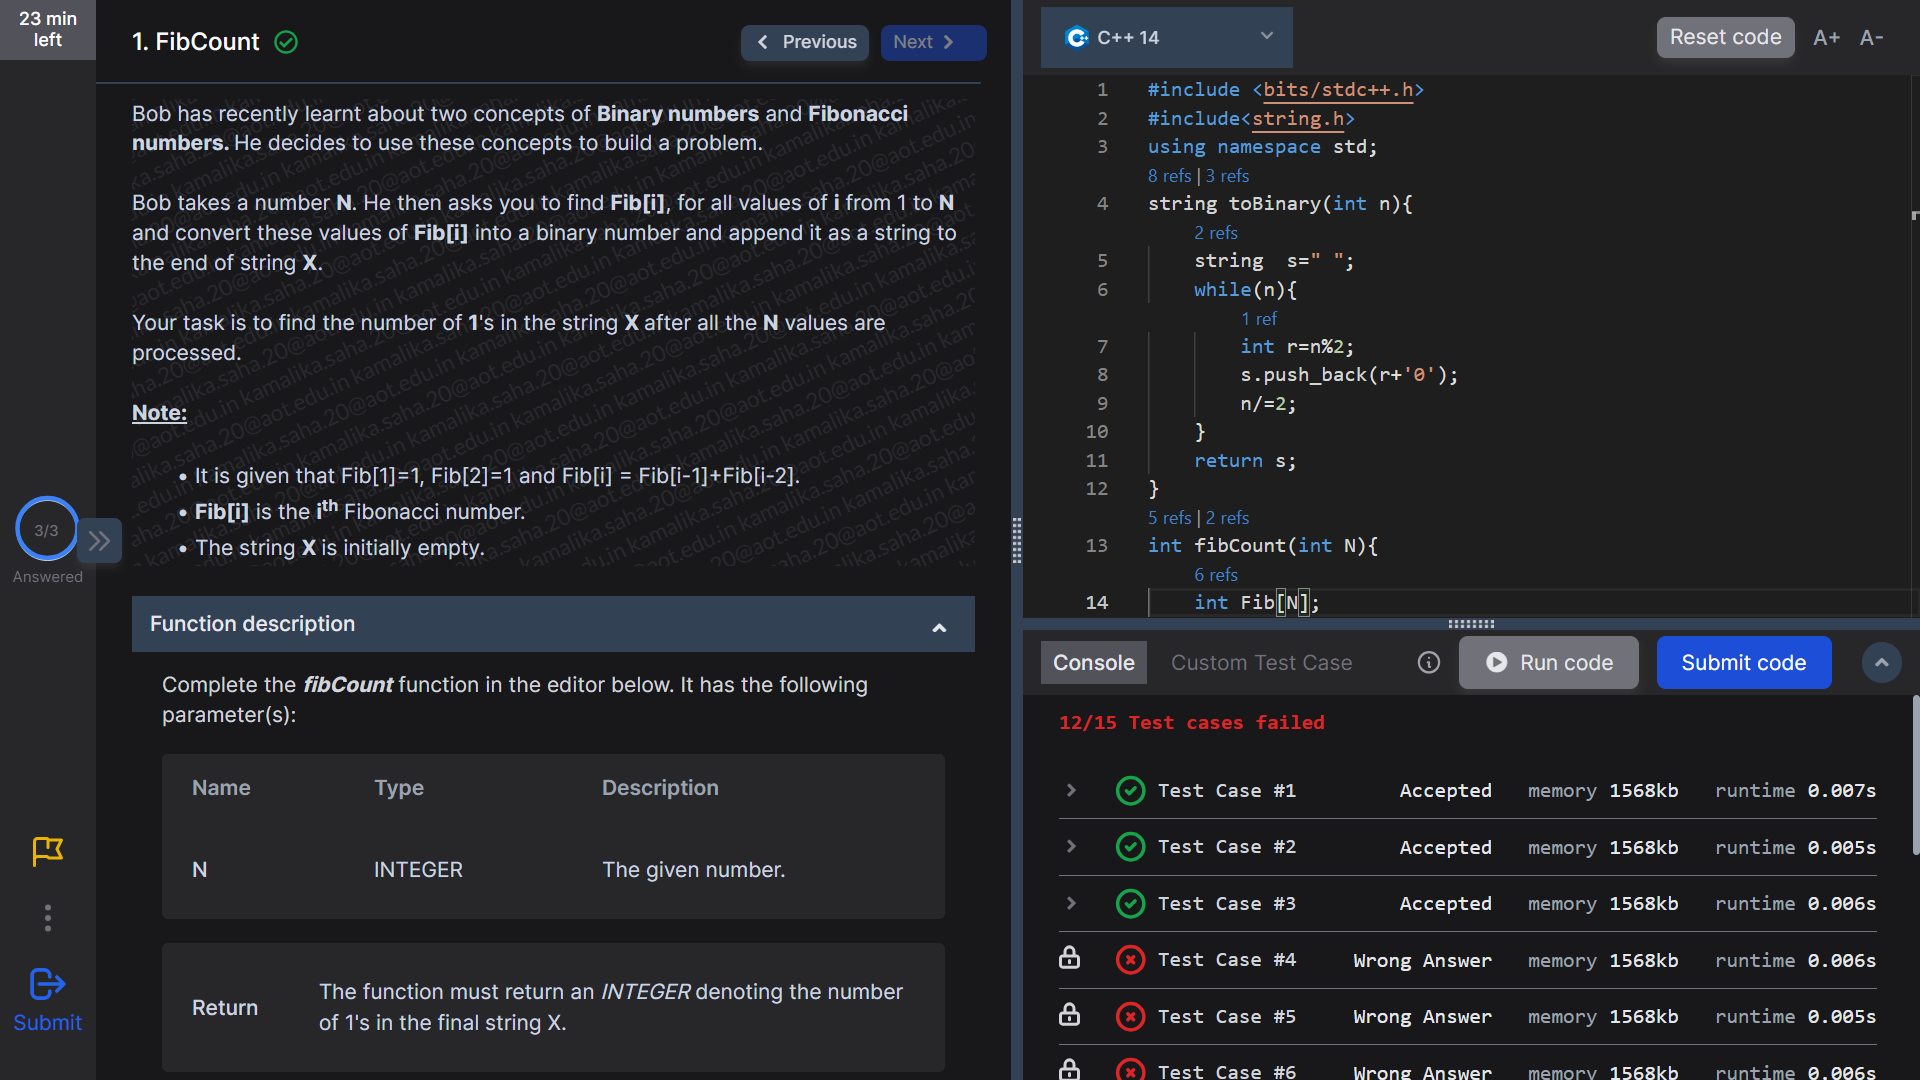 23 min
left
1. FibCount
Previous
Next
Bob has recently learnt about two concepts of Binary numbers and Fibonacci
numbers. He decides to use these concepts to build a problem.
Bob takes a number N. He then asks you to find Fib[i], for all values of i from 1 to N
and convert these values of Fib[i] into a binary number and append it as a string to
the end of string X.
Your task is to find the number of 1's in the string X after all the N values are
processed.
Note:
• It is given that Fib[1]=1, Fib[2]=1 and Fib[i] = Fib[i-1]+Fib[i-2].
• Fib[i] is the ith Fibonacci number.
• The string X is initially empty.
kamalika.saha.20@aot.edu.in
3/3
Answered
Submit
Function description
Complete the fibCount function in the editor below. It has the following
parameter(s):
Name Type Description
N INTEGER The given number.
Return
The function must return an INTEGER denoting the number
of 1's in the final string X.
C++ 14
Reset code A+ A-
1 #include <bits/stdc++.h>
2 #include<string.h>
3 using namespace std;
8 refs | 3 refs
4 string toBinary(int n){
2 refs
5 string  s=" ";
6 while(n){
1 ref
7 int r=n%2;
8 s.push_back(r+'0');
9 n/=2;
10 }
11 return s;
12 }
5 refs | 2 refs
13 int fibCount(int N){
6 refs
14 int Fib[N];
Console Custom Test Case Run code Submit code
12/15 Test cases failed
Test Case #1 Accepted memory 1568kb runtime 0.007s
Test Case #2 Accepted memory 1568kb runtime 0.005s
Test Case #3 Accepted memory 1568kb runtime 0.006s
Test Case #4 Wrong Answer memory 1568kb runtime 0.006s
Test Case #5 Wrong Answer memory 1568kb runtime 0.005s
Test Case #6 Wrong Answer memory 1568kb runtime 0.006s